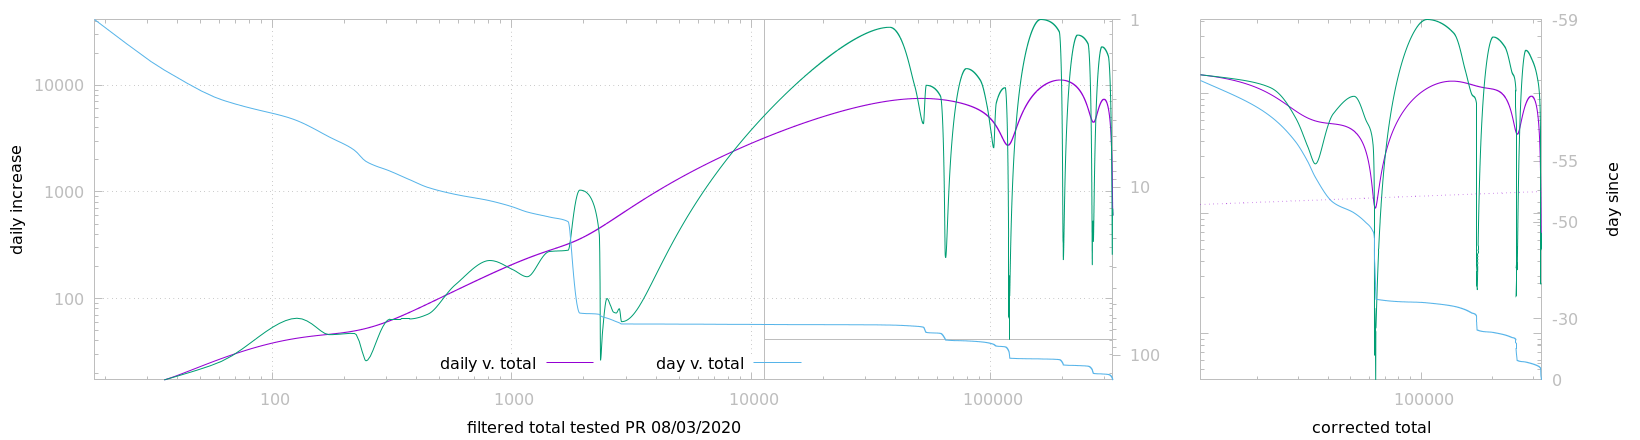 daily increase
10000
1000
100
1
10
100
daily v. total
day v. total
100
1000
10000
100000
filtered total tested PR 08/03/2020
-59
-55
-50
-30
0
day since
100000
corrected total